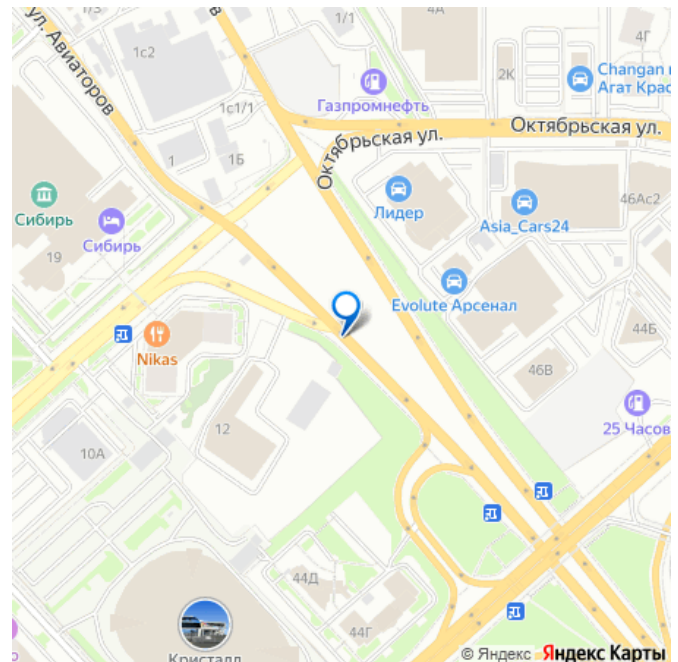 1/3
ул. Авиаторов
в
1/1
4А
4Г
1с2
2К
Changan
Агат Крас
Газпромнефть
1с1/1
Октябрьская ул.
Октябрьская ул.
1
1Б
46Ас2
Сибирь
Лидер
Asia_Cars24
Сибирь
19
Evolute Арсенал
44Б
Nikas
46В
12
25 Часов
10А
44Д
44Г
Кристалл
© Яндекс Яндекс Карты